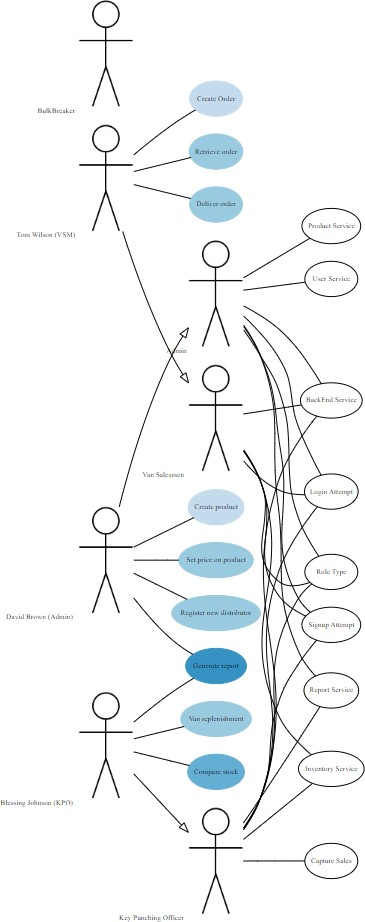 BulkBreaker
Create Order
Retrieve order
Deliver order
Tom Wilson (VSM)
Product Service
User Service
Admin
BackEnd Service
Van Salesmen
Login Attempt
Create product
Set price on product
Role Type
Register new distributor
David Brown (Admin)
Signup Attempt
Generate report
Report Service
Van replenishment
Inventory Service
Compare stock
Blessing Johnson (KPO)
Capture Sales
Key Punching Officer